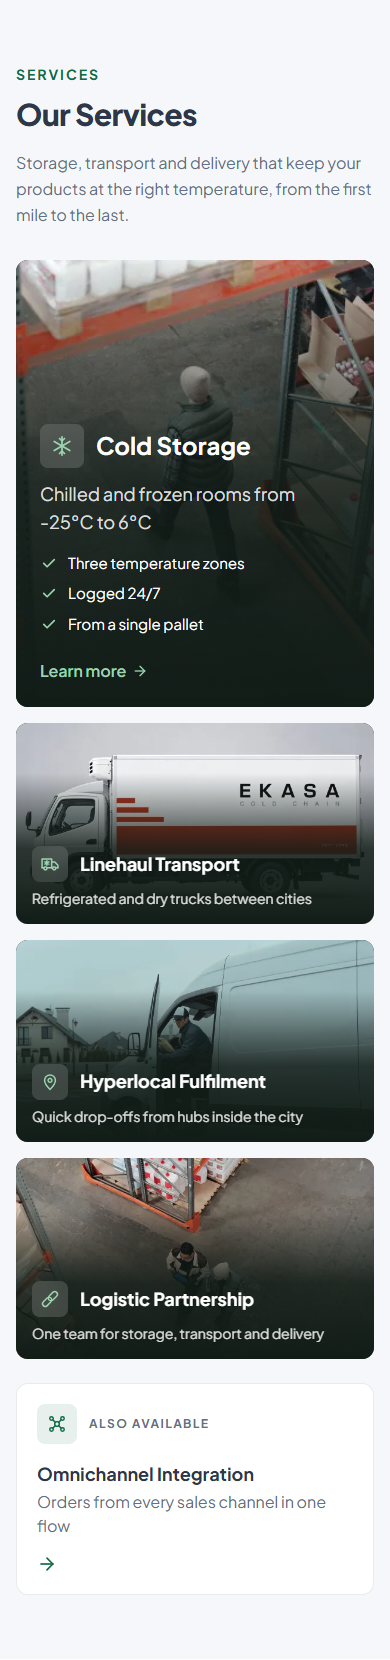 SERVICES
Our Services
Storage, transport and delivery that keep your
products at the right temperature, from the first
mile to the last.
Cold Storage
Chilled and frozen rooms from
-25°C to 6°C
Three temperature zones
Logged 24/7
From a single pallet
Learn more
EKASA
COLD CHAIN
Linehaul Transport
Refrigerated and dry trucks between cities
Hyperlocal Fulfilment
Quick drop-offs from hubs inside the city
Logistic Partnership
One team for storage, transport and delivery
ALSO AVAILABLE
Omnichannel Integration
Orders from every sales channel in one
flow